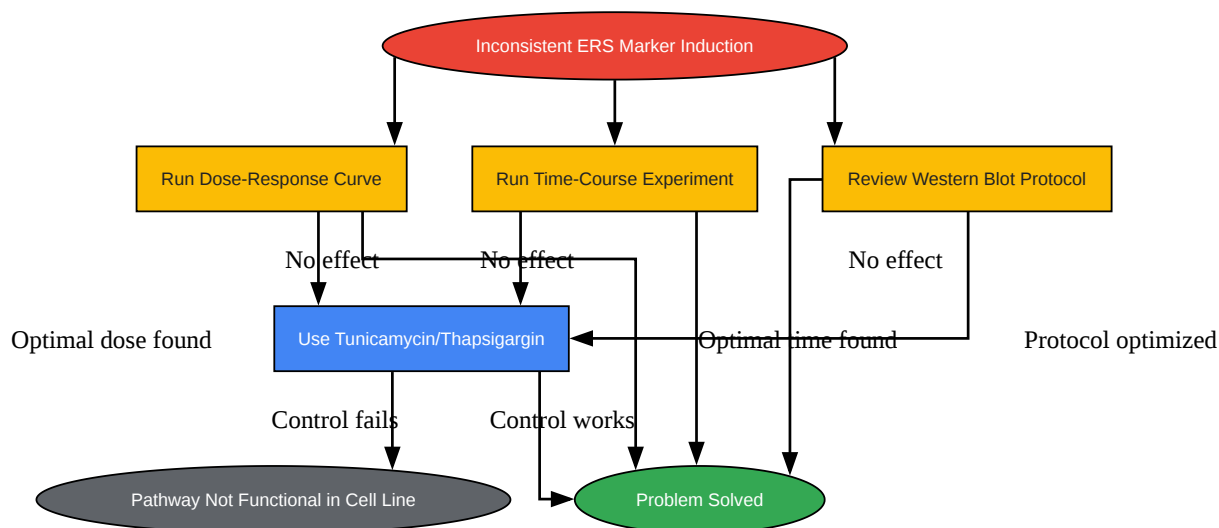 Inconsistent ERS Marker Induction
Run Dose-Response Curve
Run Time-Course Experiment
Review Western Blot Protocol
No effect
No effect
No effect
Use Tunicamycin/Thapsigargin
Optimal dose found
Optimal time found
Protocol optimized
Control fails
Control works
Pathway Not Functional in Cell Line
Problem Solved